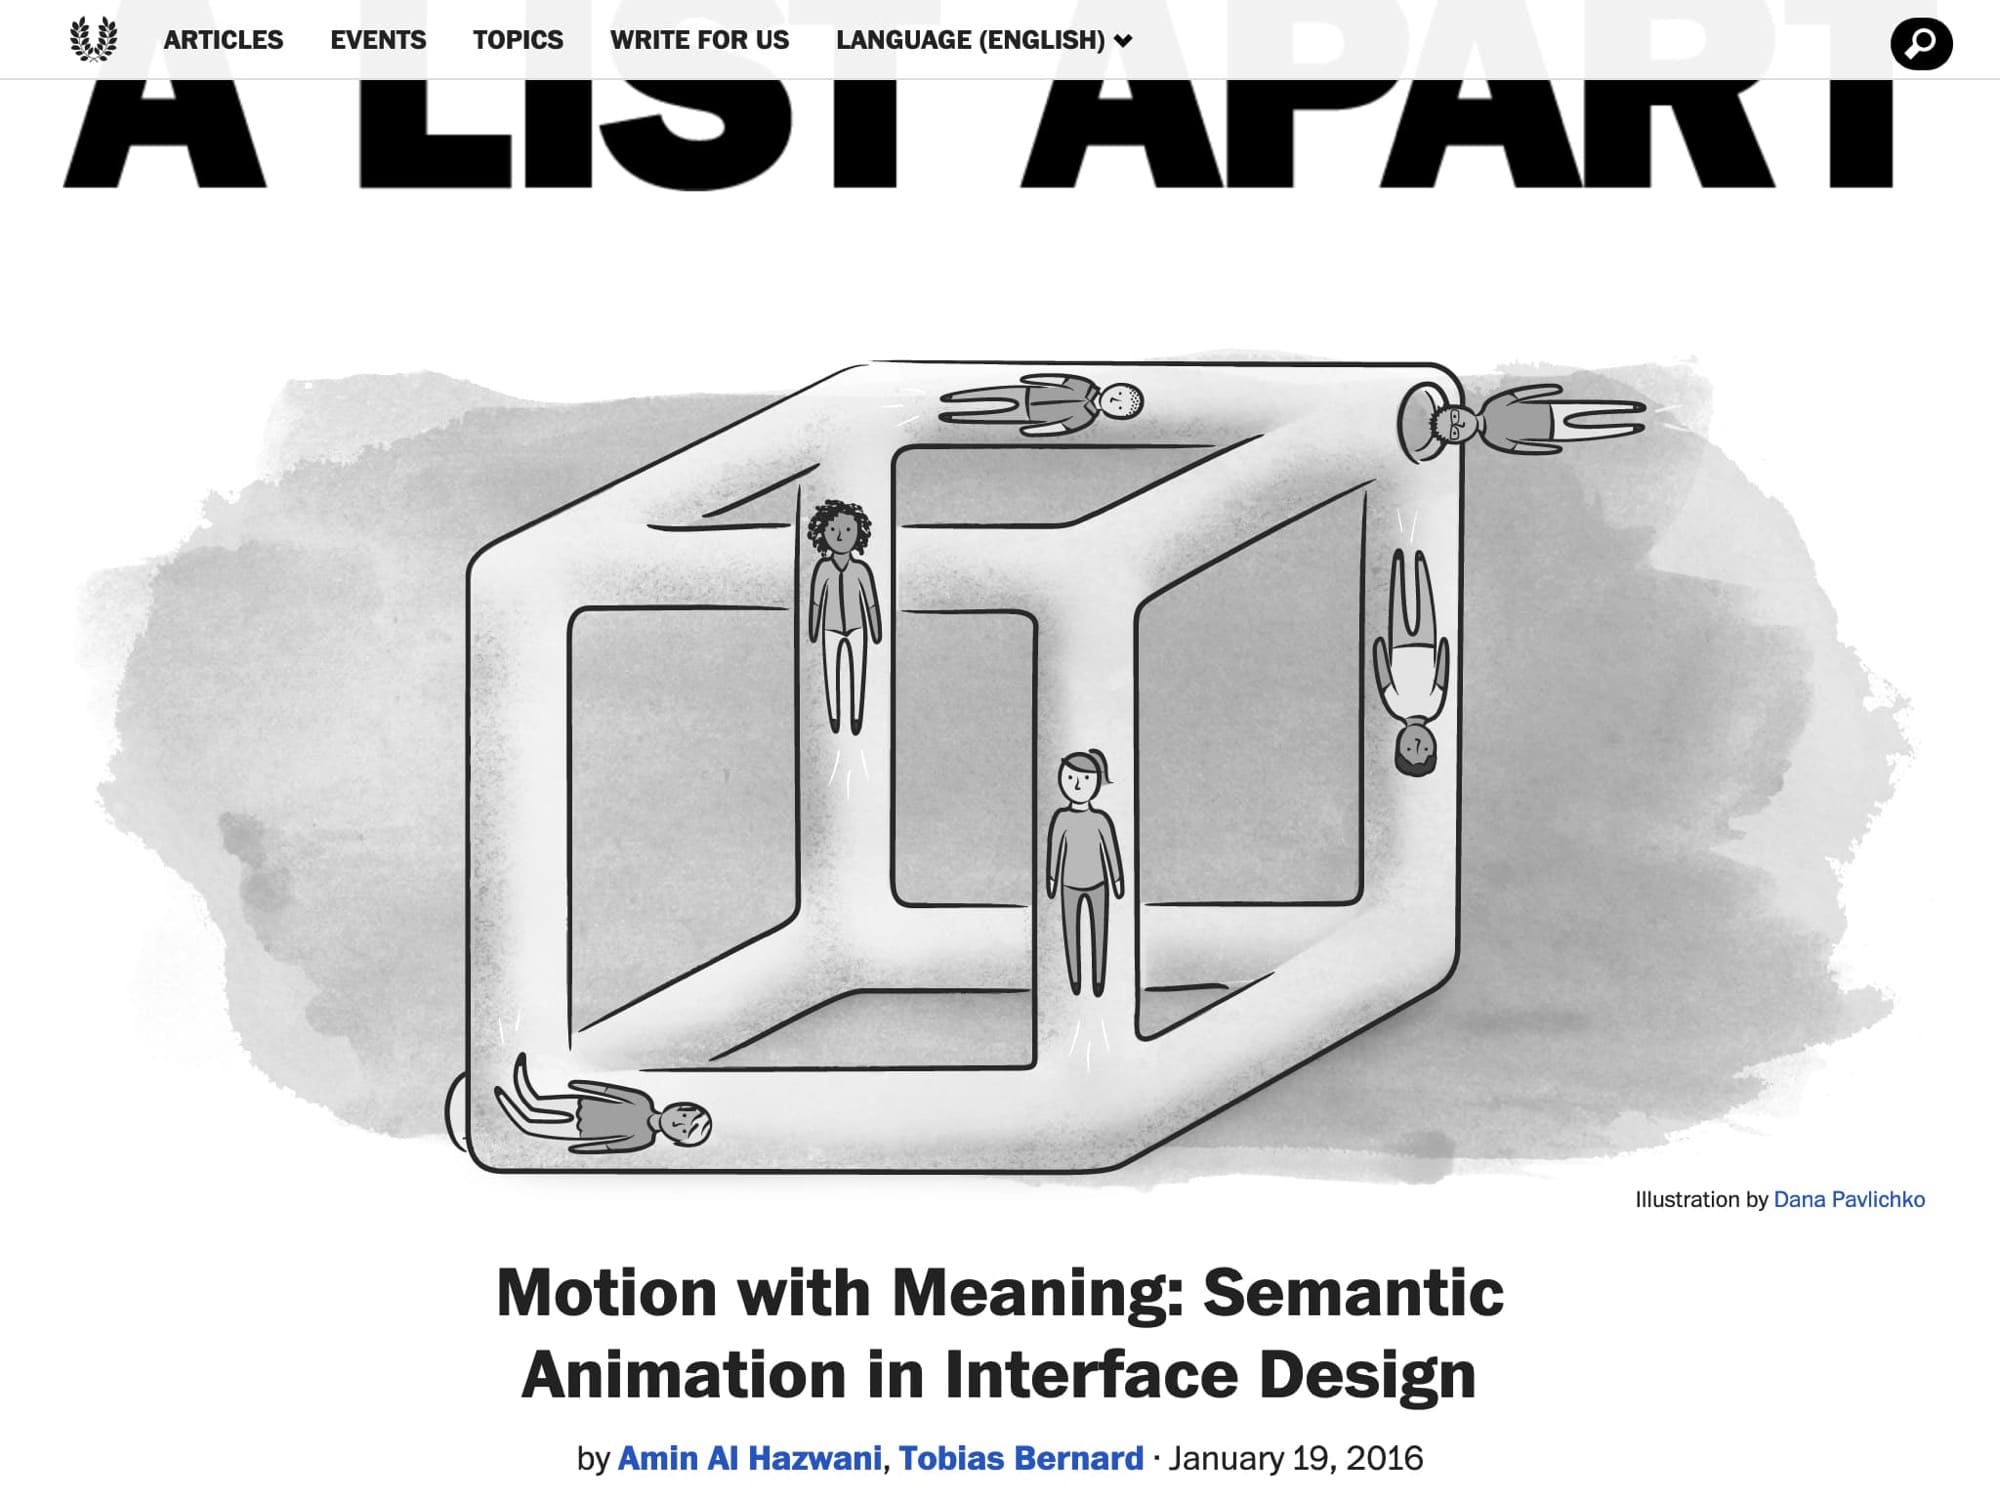 ARTICLES EVENTS TOPICS WRITE FOR US LANGUAGE (ENGLISH)
A LIST APART
Illustration by Dana Pavlichko
Motion with Meaning: Semantic
Animation in Interface Design
by Amin Al Hazwani, Tobias Bernard · January 19, 2016